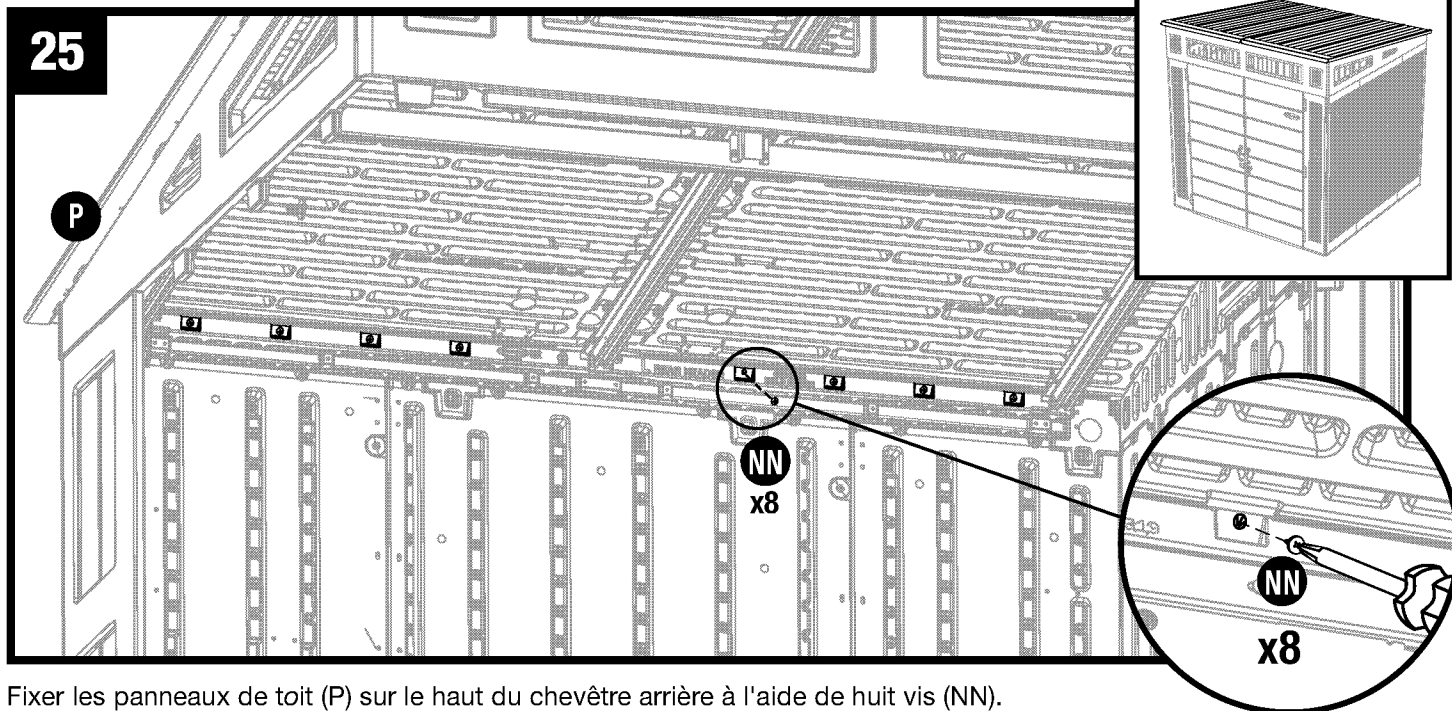 25
P
NN
x8
NN
x8
Fixer les panneaux de toit (P) sur le haut du chevêtre arrière à l'aide de huit vis (NN).